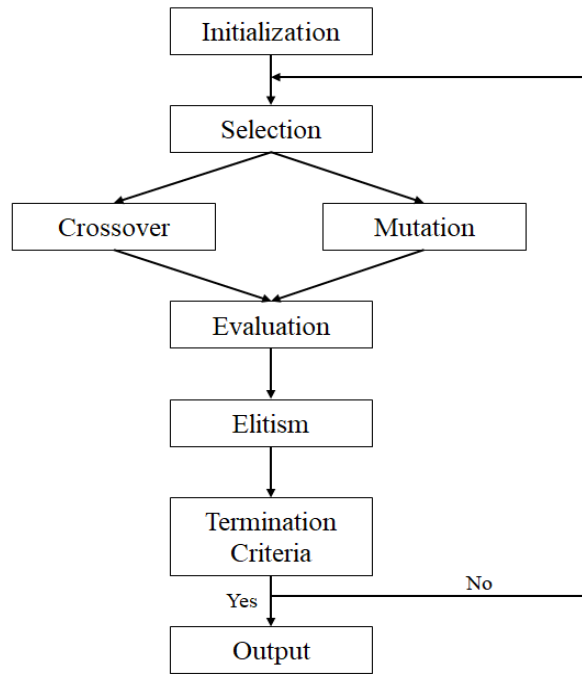 Initialization
Selection
Crossover
Mutation
Evaluation
Elitism
Termination
Criteria
No
Yes
Output